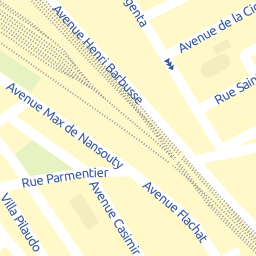 genta
Avenue de la Cig
Avenue Henri Barbusse
Rue Sain
Avenue Max de Nansouty
Rue Parmentier
Avenue Flachat
Avenue Casimir
Villa Pilaudo